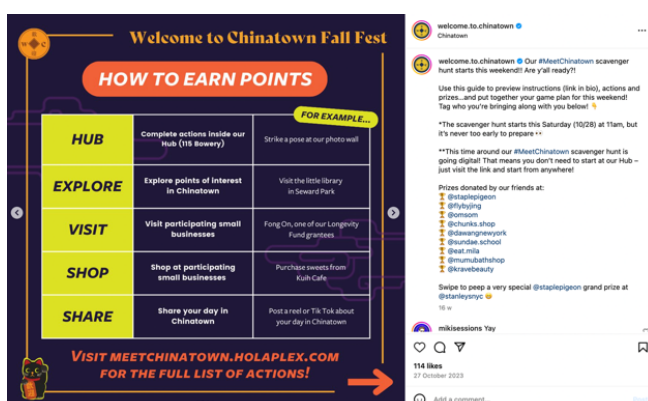 Welcome to Chinatown Fall Fest
HOW TO EARN POINTS
FOR EXAMPLE...
HUB
Complete actions inside our
Hub (115 Bowery)
Strike a pose at our photo wall
EXPLORE
Explore points of interest
in Chinatown
Visit the little library
in Seward Park
VISIT
Visit participating small
businesses
Fong On, one of our Longevity
Fund grantees
SHOP
Shop at participating
small businesses
Purchase sweets from
Kuih Cafe
SHARE
Share your day in
Chinatown
Post a reel or Tik Tok about
your day in Chinatown
VISIT MEETCHINATOWN.HOLAPLEX.COM
FOR THE FULL LIST OF ACTIONS!
welcome.to.chinatown
Chinatown
welcome.to.chinatown Our #MeetChinatown scavenger
hunt starts this weekend!! Are y'all ready?!
Use this guide to preview instructions (link in bio), actions and
prizes...and put together your game plan for this weekend!
Tag who you're bringing along with you below! 👇
*The scavenger hunt starts this Saturday (10/28) at 11am, but
it's never too early to prepare 👀
**This time around our #MeetChinatown scavenger hunt is
going digital! That means you don't need to start at our Hub –
just visit the link and start from anywhere!
Prizes donated by our friends at:
🏆 @staplepigeon
🏆 @flybyjing
🏆 @omsom
🏆 @chunks.shop
🏆 @dawangnewyork
🏆 @sundae.school
🏆 @eat.mila
🏆 @mumubathshop
🏆 @kravebeauty
Swipe to peep a very special @staplepigeon grand prize at
@stanleysnyc
16 w
mikisessions Yay
114 likes
27 October 2023
Add a comment...